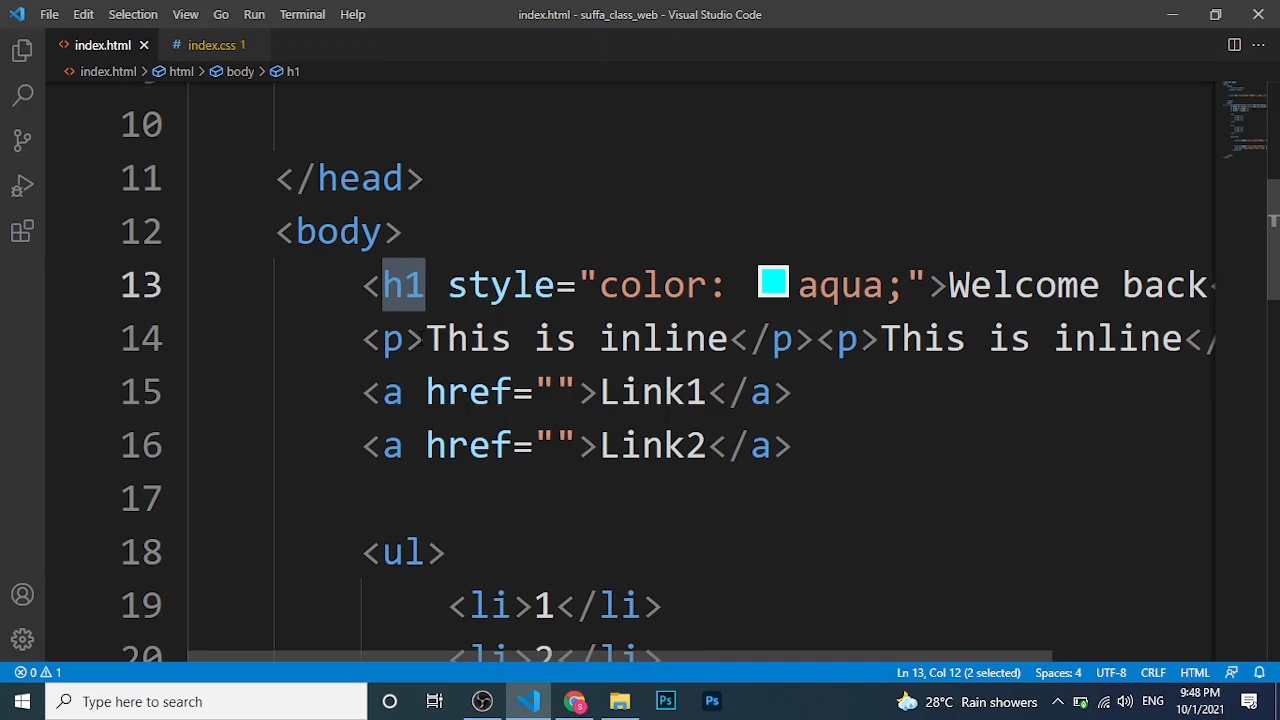 File Edit Selection View Go Run Terminal Help index.html - suffa_class_web - Visual Studio Code
index.html # index.css 1
index.html > html > body > h1
10
11 </head>
12 <body>
13 <h1 style="color: aqua;">Welcome back<
14 <p>This is inline</p><p>This is inline</
15 <a href="">Link1</a>
16 <a href="">Link2</a>
17
18 <ul>
19 <li>1</li>
20 <li>2</li>
0 1 Ln 13, Col 12 (2 selected) Spaces: 4 UTF-8 CRLF HTML
Type here to search Ps Ps 28°C Rain showers ENG 9:48 PM
10/1/2021